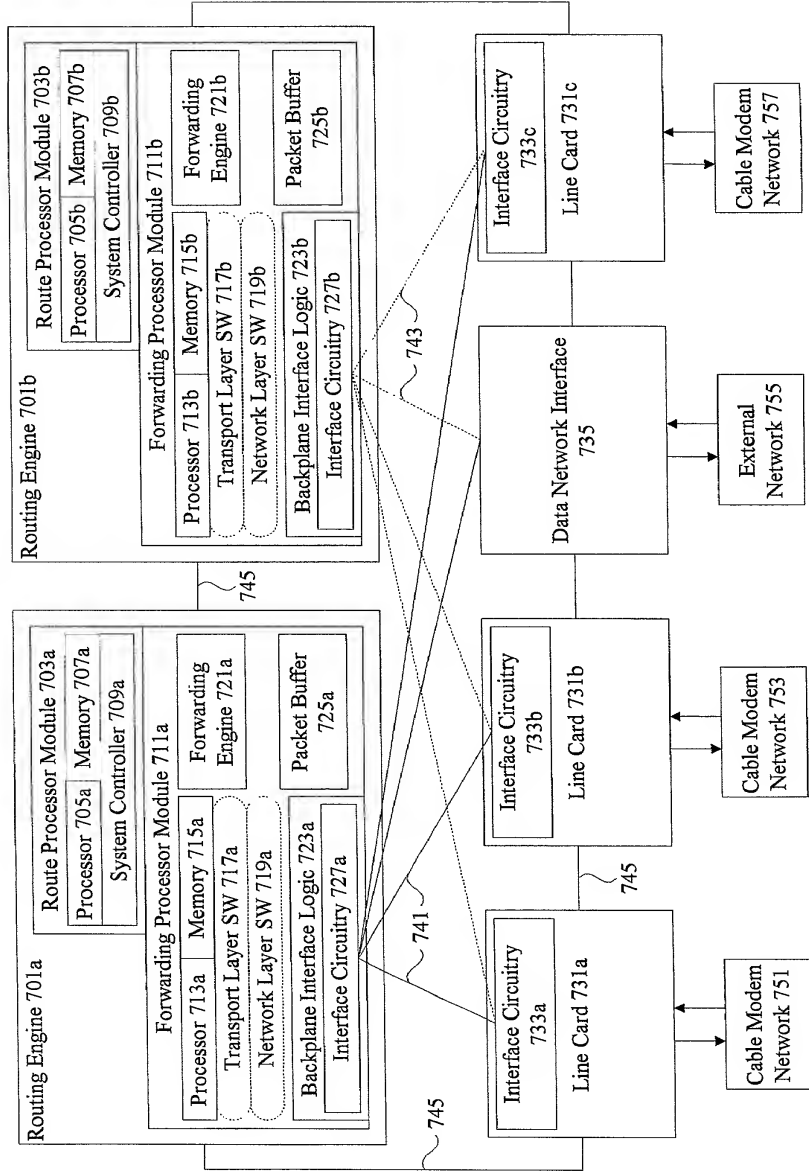 Routing Engine 701a
Route Processor Module 703a
Processor 705a
Memory 707a
System Controller 709a
Forwarding Processor Module 711a
Processor 713a
Memory 715a
Transport Layer SW 717a
Network Layer SW 719a
Forwarding
Engine 721a
Backplane Interface Logic 723a
Interface Circuitry 727a
Packet Buffer
725a
745
Routing Engine 701b
Route Processor Module 703b
Processor 705b
Memory 707b
System Controller 709b
Forwarding Processor Module 711b
Processor 713b
Memory 715b
Transport Layer SW 717b
Network Layer SW 719b
Forwarding
Engine 721b
Backplane Interface Logic 723b
Interface Circuitry 727b
Packet Buffer
725b
745
741
743
Interface Circuitry
733a
Line Card 731a
745
Interface Circuitry
733b
Line Card 731b
Data Network Interface
735
Interface Circuitry
733c
Line Card 731c
Cable Modem
Network 751
Cable Modem
Network 753
External
Network 755
Cable Modem
Network 757